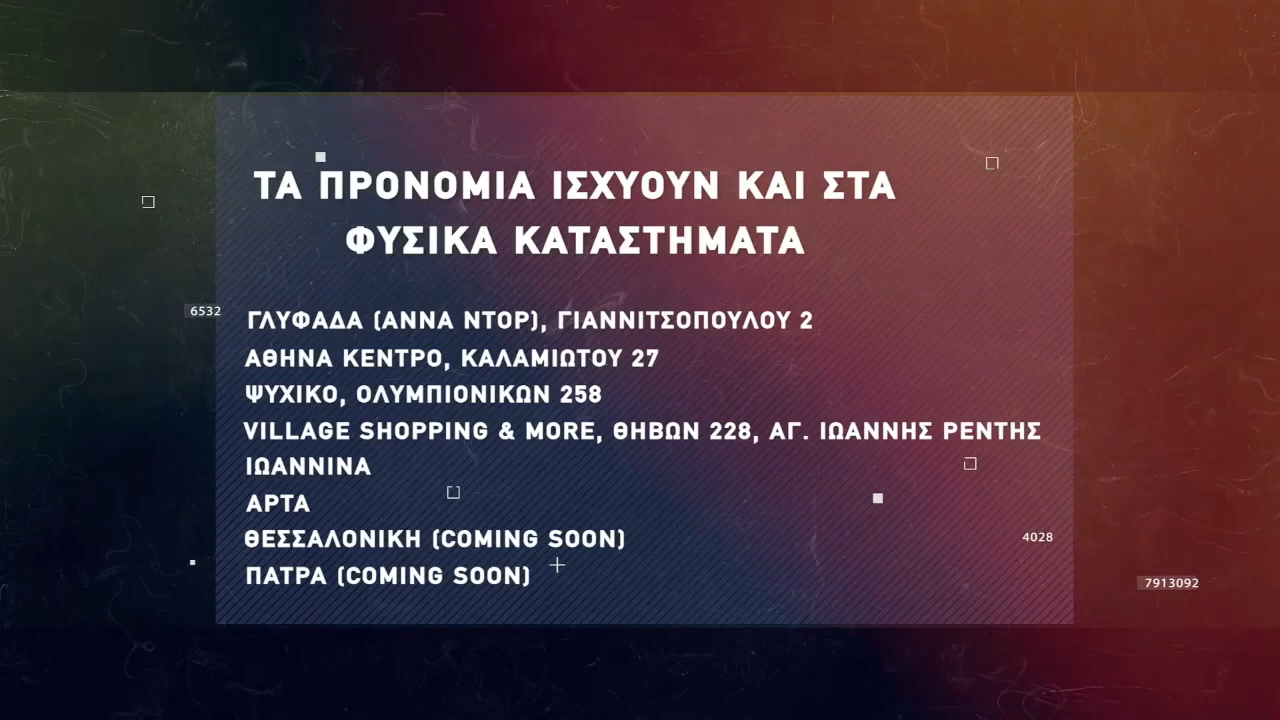 ΤΑ ΠΡΟΝΟΜΙΑ ΙΣΧΥΟΥΝ ΚΑΙ ΣΤΑ
ΦΥΣΙΚΑ ΚΑΤΑΣΤΗΜΑΤΑ
6532
ΓΛΥΦΑΔΑ (ΑΝΝΑ ΝΤΟΡ), ΓΙΑΝΝΙΤΣΟΠΟΥΛΟΥ 2
ΑΘΗΝΑ ΚΕΝΤΡΟ, ΚΑΛΑΜΙΩΤΟΥ 27
ΨΥΧΙΚΟ, ΟΛΥΜΠΙΟΝΙΚΩΝ 258
VILLAGE SHOPPING & MORE, ΘΗΒΩΝ 228, ΑΓ. ΙΩΑΝΝΗΣ ΡΕΝΤΗΣ
ΙΩΑΝΝΙΝΑ
ΑΡΤΑ
ΘΕΣΣΑΛΟΝΙΚΗ (COMING SOON)
4028
ΠΑΤΡΑ (COMING SOON)
7913092